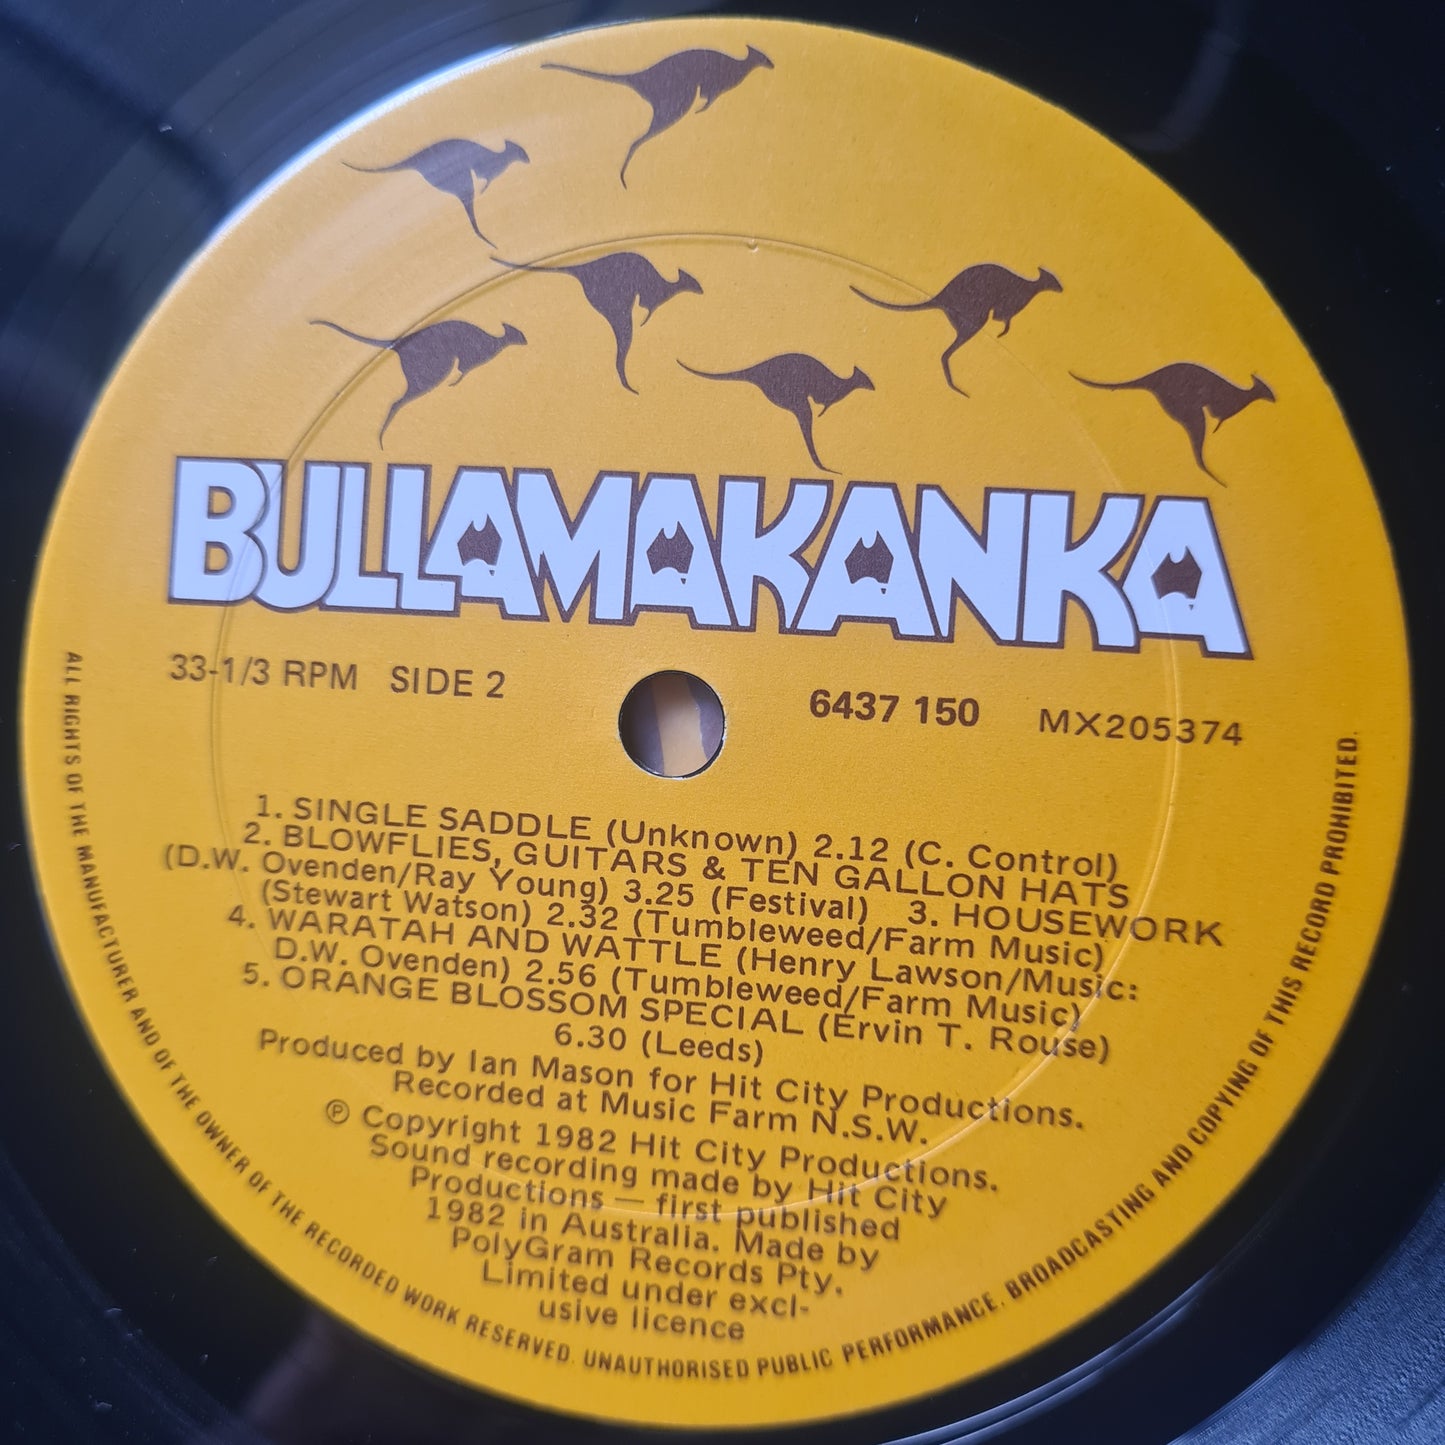 BULLAMAKANKA
33-1/3 RPM SIDE 2 6437 150 MX205374
1. SINGLE SADDLE (Unknown) 2.12 (C. Control)
2. BLOWFLIES, GUITARS & TEN GALLON HATS
(D.W. Ovenden/Ray Young) 3.25 (Festival) 3. HOUSEWORK
(Stewart Watson) 2.32 (Tumbleweed/Farm Music)
4. WARATAH AND WATTLE (Henry Lawson/Music:
D.W. Ovenden) 2.56 (Tumbleweed/Farm Music)
5. ORANGE BLOSSOM SPECIAL (Ervin T. Rouse)
6.30 (Leeds)
Produced by Ian Mason for Hit City Productions.
Recorded at Music Farm N.S.W.
Ⓟ Copyright 1982 Hit City Productions.
Sound recording made by Hit City
Productions — first published
1982 in Australia. Made by
PolyGram Records Pty.
Limited under excl-
usive licence
ALL RIGHTS OF THE MANUFACTURER AND OF THE OWNER OF THE RECORDED WORK RESERVED. UNAUTHORISED PUBLIC PERFORMANCE, BROADCASTING AND COPYING OF THIS RECORD PROHIBITED.